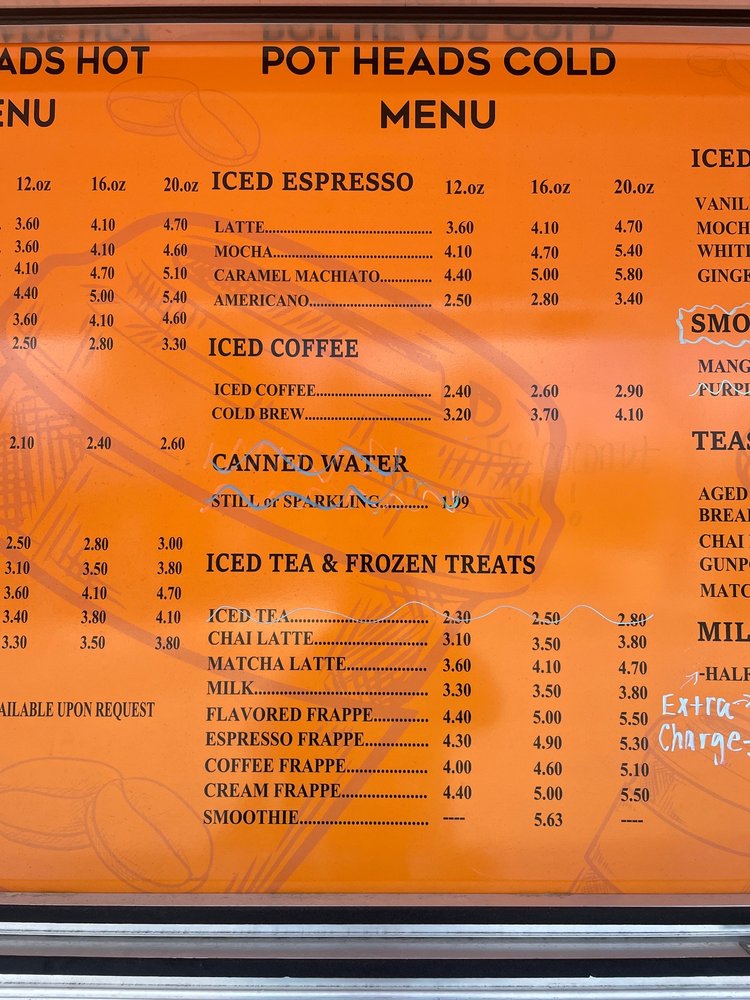 ADS HOT
ENU
12.oz 16.oz 20.oz
3.60 4.10 4.70
3.60 4.10 4.60
4.10 4.70 5.10
4.40 5.00 5.40
3.60 4.10 4.60
2.50 2.80 3.30
2.10 2.40 2.60
2.50 2.80 3.00
3.10 3.50 3.80
3.60 4.10 4.70
3.40 3.80 4.10
3.30 3.50 3.80
AILABLE UPON REQUEST
POT HEADS COLD
MENU
ICED ESPRESSO 12.oz 16.oz 20.oz
LATTE 3.60 4.10 4.70
MOCHA 4.10 4.70 5.40
CARAMEL MACHIATO 4.40 5.00 5.80
AMERICANO 2.50 2.80 3.40
ICED COFFEE
ICED COFFEE 2.40 2.60 2.90
COLD BREW 3.20 3.70 4.10
CANNED WATER
STILL or SPARKLING 1.99
ICED TEA & FROZEN TREATS
ICED TEA 2.30 2.50 2.80
CHAI LATTE 3.10 3.50 3.80
MATCHA LATTE 3.60 4.10 4.70
MILK 3.30 3.50 3.80
FLAVORED FRAPPE 4.40 5.00 5.50
ESPRESSO FRAPPE 4.30 4.90 5.30
COFFEE FRAPPE 4.00 4.60 5.10
CREAM FRAPPE 4.40 5.00 5.50
SMOOTHIE ---- 5.63 ----
ICED
VANIL
MOCH
WHIT
GINGE
SMO
MANG
PURPL
TEAS
AGED
BREA
CHAI
GUNP
MATC
MIL
-HALF
Extra
Charge